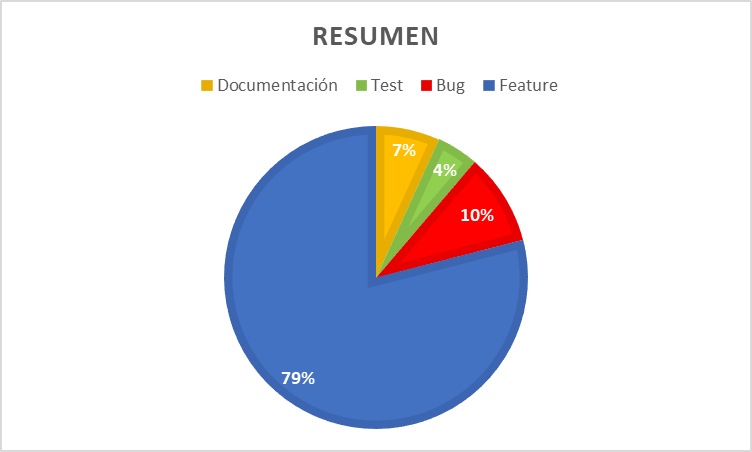 RESUMEN
Documentación Test Bug Feature
7%
4%
10%
79%